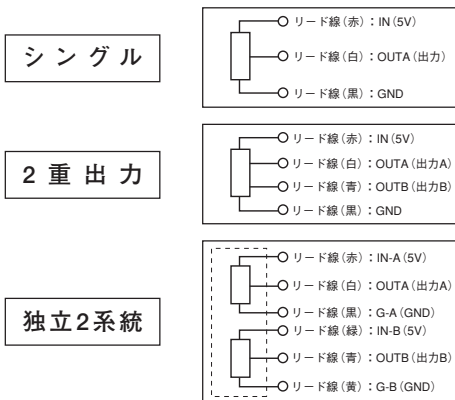 シングル
リード線(赤):IN(5V)
リード線(白):OUTA(出力)
リード線(黒):GND
2重出力
リード線(赤):IN(5V)
リード線(白):OUTA(出力A)
リード線(青):OUTB(出力B)
リード線(黒):GND
独立2系統
リード線(赤):IN-A(5V)
リード線(白):OUTA(出力A)
リード線(黒):G-A(GND)
リード線(緑):IN-B(5V)
リード線(青):OUTB(出力B)
リード線(黄):G-B(GND)